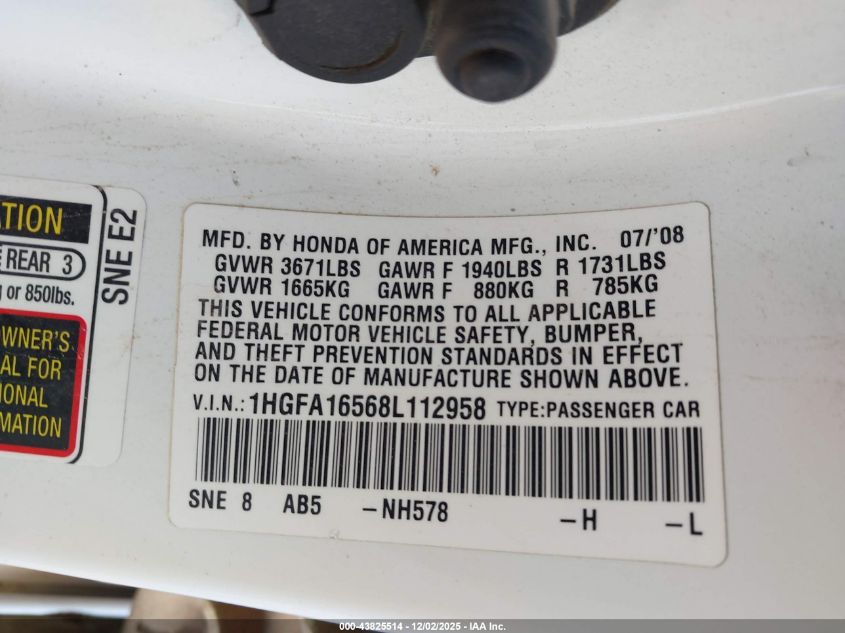 ATION
REAR 3
g or 850lbs.
OWNER'S
AL FOR
IONAL
RMATION
SNE E2
MFD. BY HONDA OF AMERICA MFG., INC. 07/'08
GVWR 3671LBS GAWR F 1940LBS R 1731LBS
GVWR 1665KG GAWR F 880KG R 785KG
THIS VEHICLE CONFORMS TO ALL APPLICABLE
FEDERAL MOTOR VEHICLE SAFETY, BUMPER,
AND THEFT PREVENTION STANDARDS IN EFFECT
ON THE DATE OF MANUFACTURE SHOWN ABOVE.
V.I.N.: 1HGFA16568L112958 TYPE:PASSENGER CAR
SNE 8 AB5 -NH578 -H -L
000-43825514 - 12/02/2025 - IAA Inc.